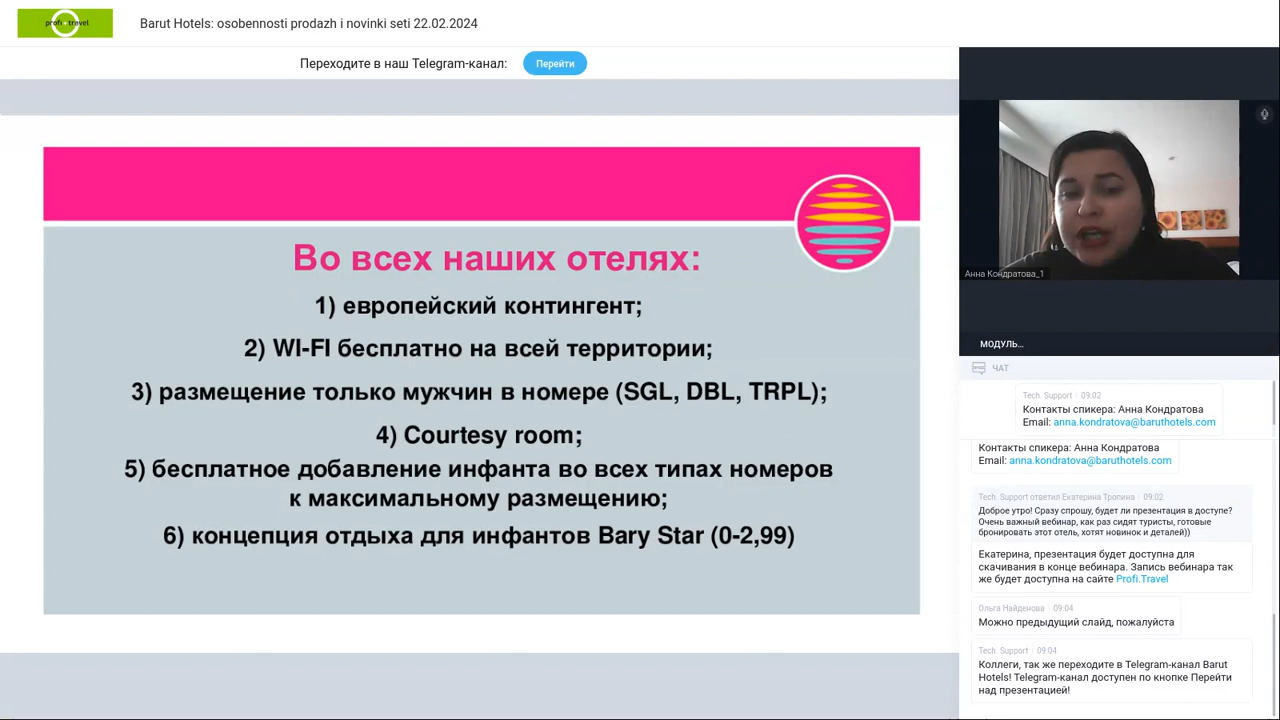 profi travel
Barut Hotels: osobennosti prodazh i novinki seti 22.02.2024
Переходите в наш Telegram-канал:
Перейти
Во всех наших отелях:
1) европейский контингент;
2) WI-FI бесплатно на всей территории;
3) размещение только мужчин в номере (SGL, DBL, TRPL);
4) Courtesy room;
5) бесплатное добавление инфанта во всех типах номеров
к максимальному размещению;
6) концепция отдыха для инфантов Bary Star (0-2,99)
Анна Кондратова_1
МОДУЛЬ...
ЧАТ
Tech. Support 09:02
Контакты спикера: Анна Кондратова
Email: anna.kondratova@baruthotels.com
Контакты спикера: Анна Кондратова
Email: anna.kondratova@baruthotels.com
Tech. Support ответил Екатерина Тропина 09:02
Доброе утро! Сразу спрошу, будет ли презентация в доступе?
Очень важный вебинар, как раз сидят туристы, готовые
бронировать этот отель, хотят новинок и деталей))
Екатерина, презентация будет доступна для
скачивания в конце вебинара. Запись вебинара так
же будет доступна на сайте Profi.Travel
Ольга Найденова 09:04
Можно предыдущий слайд, пожалуйста
Tech. Support 09:04
Коллеги, так же переходите в Telegram-канал Barut
Hotels! Telegram-канал доступен по кнопке Перейти
над презентацией!